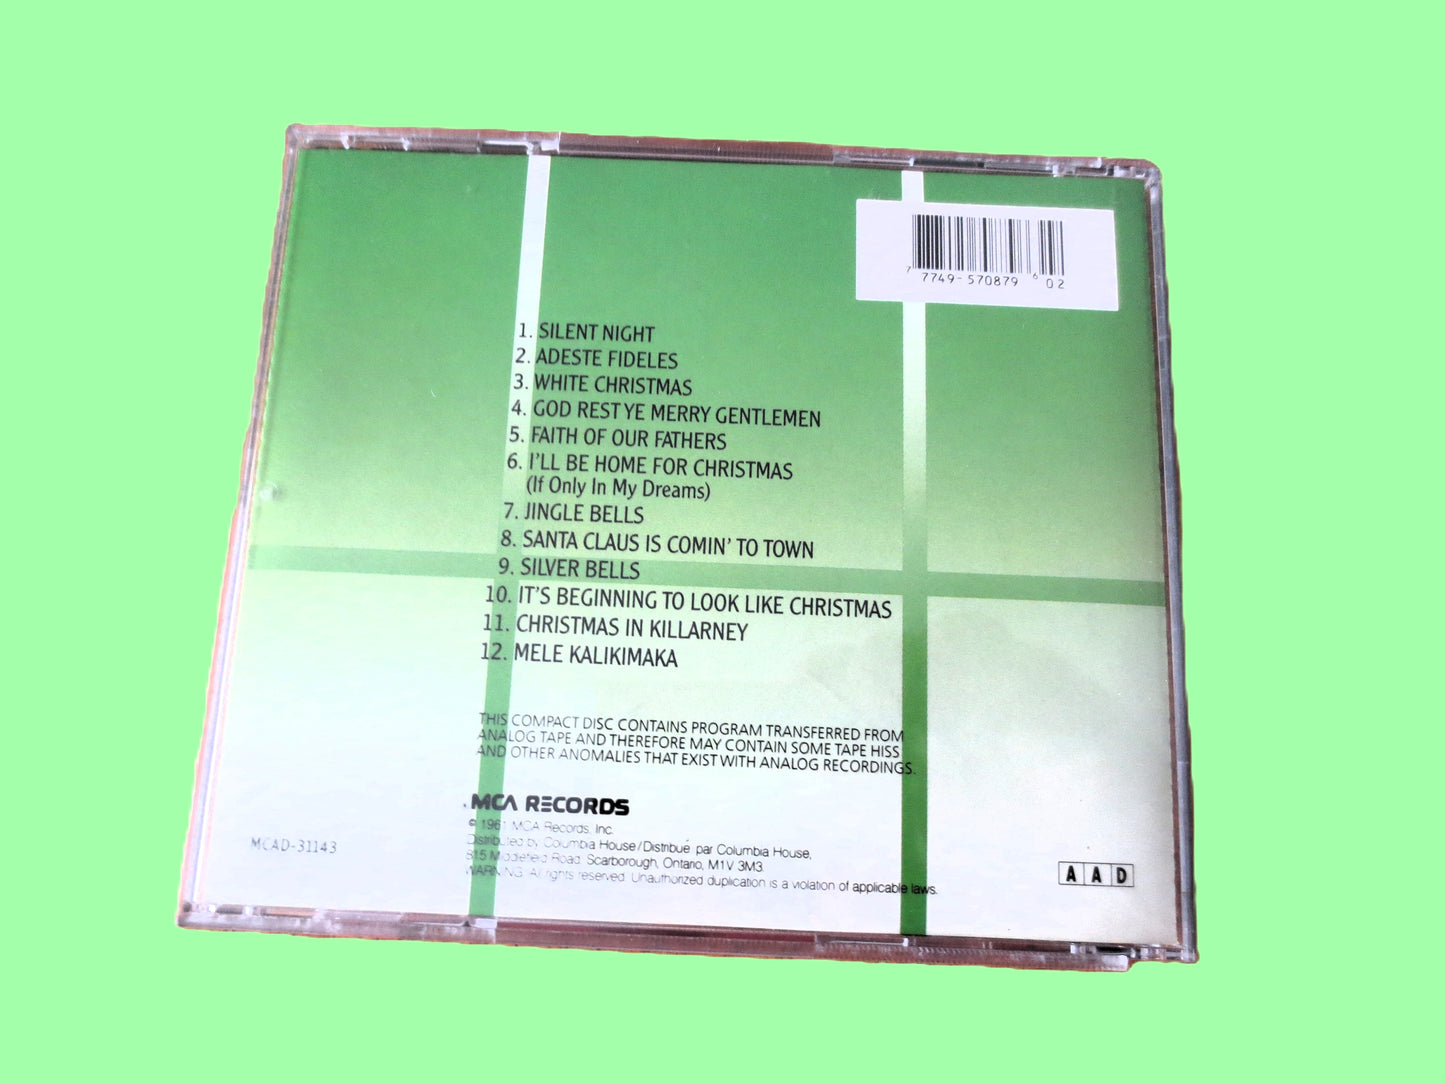 7 7749-570879 6 02
1. SILENT NIGHT
2. ADESTE FIDELES
3. WHITE CHRISTMAS
4. GOD REST YE MERRY GENTLEMEN
5. FAITH OF OUR FATHERS
6. I'LL BE HOME FOR CHRISTMAS
(If Only In My Dreams)
7. JINGLE BELLS
8. SANTA CLAUS IS COMIN' TO TOWN
9. SILVER BELLS
10. IT'S BEGINNING TO LOOK LIKE CHRISTMAS
11. CHRISTMAS IN KILLARNEY
12. MELE KALIKIMAKA
THIS COMPACT DISC CONTAINS PROGRAM TRANSFERRED FROM
ANALOG TAPE AND THEREFORE MAY CONTAIN SOME TAPE HISS
AND OTHER ANOMALIES THAT EXIST WITH ANALOG RECORDINGS.
MCA RECORDS
℗ 1961 MCA Records, Inc.
Distributed by Columbia House/Distribué par Columbia House,
815 Middlefield Road, Scarborough, Ontario, M1V 3M3.
WARNING: All rights reserved. Unauthorized duplication is a violation of applicable laws.
MCAD-31143
A A D